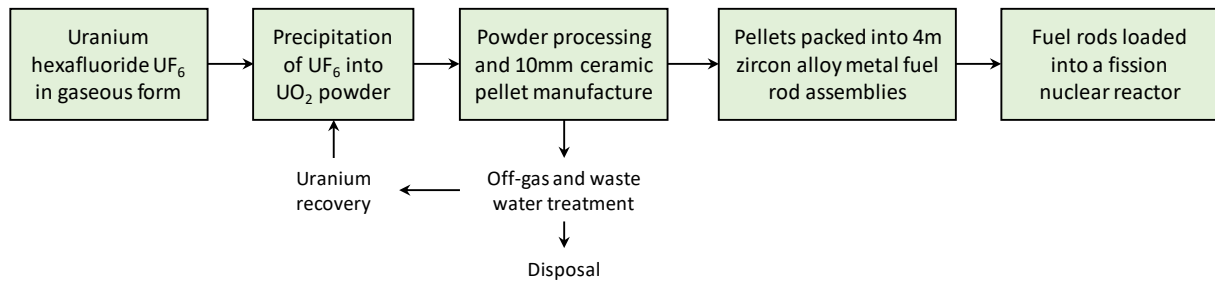 Uranium
hexafluoride UF₆
in gaseous form
Precipitation
of UF₆ into
UO₂ powder
Powder processing
and 10mm ceramic
pellet manufacture
Pellets packed into 4m
zircon alloy metal fuel
rod assemblies
Fuel rods loaded
into a fission
nuclear reactor
Uranium
recovery
Off-gas and waste
water treatment
Disposal